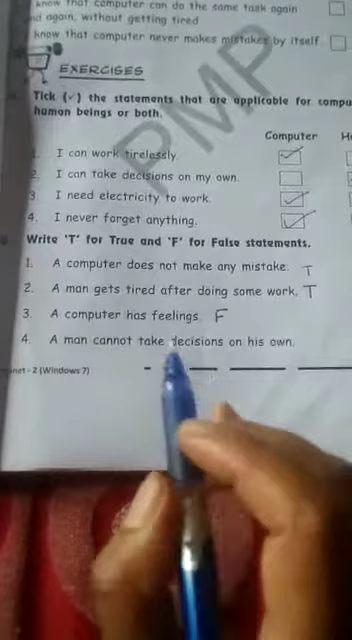 know that computer can do the same task again
and again, without getting tired
know that computer never makes mistakes by itself.
EXERCISES
Tick (✓) the statements that are applicable for compu
human beings or both.
Computer H
1. I can work tirelessly.
2. I can take decisions on my own.
3. I need electricity to work.
4. I never forget anything.
Write 'T' for True and 'F' for False statements.
1. A computer does not make any mistake. T
2. A man gets tired after doing some work. T
3. A computer has feelings. F
4. A man cannot take decisions on his own.
net - 2 (Windows 7)
PMP